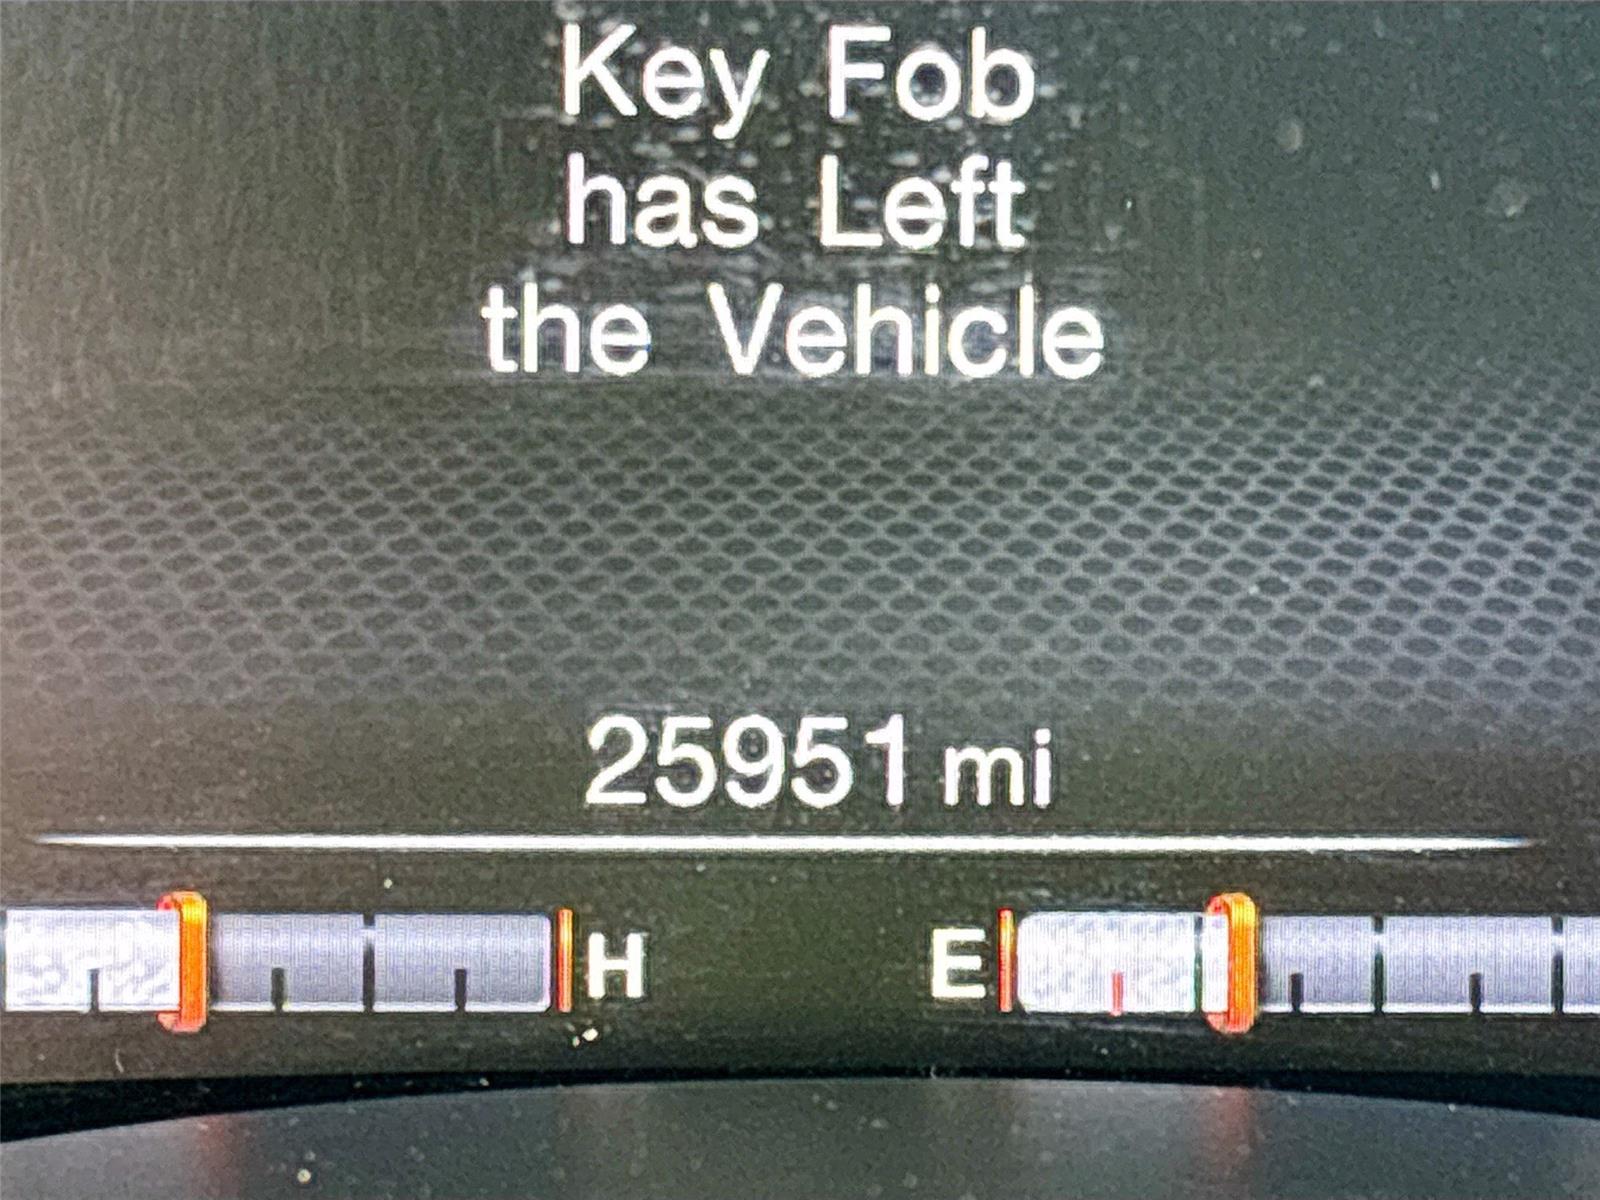 Key Fob
has Left
the Vehicle
25951 mi
H E